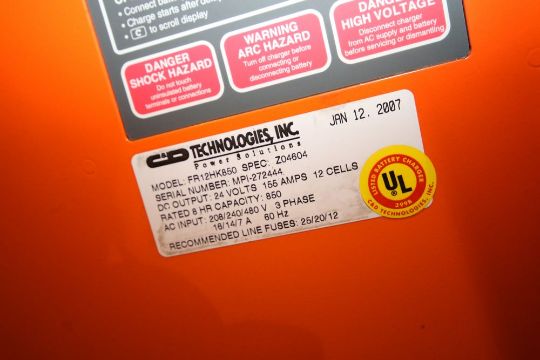 • Connect
• Charge starts after
• C to scroll display
DANGER
SHOCK HAZARD
Do not touch
uninsulated battery
terminals or connections
WARNING
ARC HAZARD
Turn off charger before
connecting or
disconnecting battery
DANGER
HIGH VOLTAGE
Disconnect charger
from AC supply and battery
before servicing or dismantling
C&D TECHNOLOGIES, INC.
Power Solutions
JAN 12, 2007
MODEL: FR12HK850 SPEC: Z04604
SERIAL NUMBER: MPI-272444
DC OUTPUT: 24 VOLTS 155 AMPS 12 CELLS
RATED 8 HR CAPACITY: 850
AC INPUT: 208/240/480 V 3 PHASE
16/14/7 A 60 Hz
RECOMMENDED LINE FUSES: 25/20/12
LISTED BATTERY CHARGER
UL
299R
C&D TECHNOLOGIES, INC.